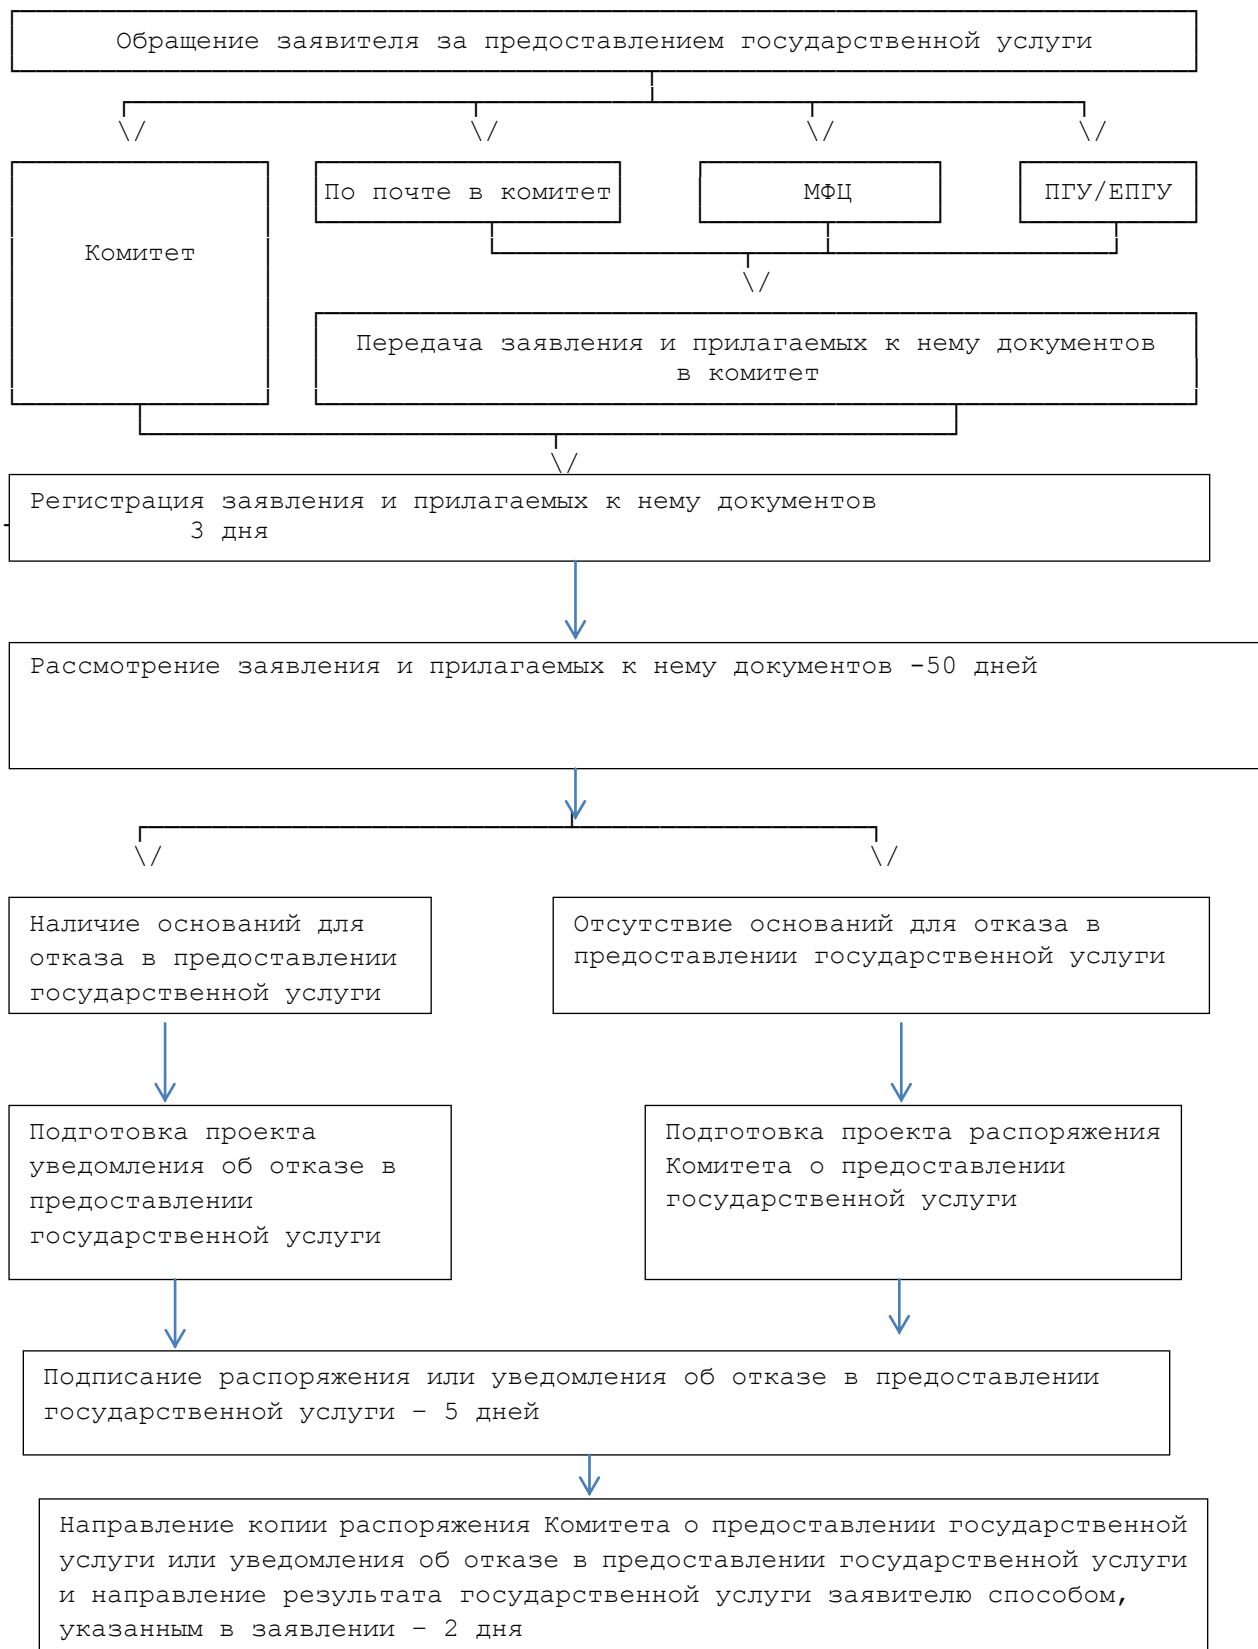 Обращение заявителя за предоставлением государственной услуги
\/ \/ \/ \/
По почте в комитет
МФЦ
ПГУ/ЕПГУ
Комитет
\/
Передача заявления и прилагаемых к нему документов
в комитет
\/
Регистрация заявления и прилагаемых к нему документов
3 дня
Рассмотрение заявления и прилагаемых к нему документов -50 дней
\/ \/
Наличие оснований для
отказа в предоставлении
государственной услуги
Отсутствие оснований для отказа в
предоставлении государственной услуги
Подготовка проекта
уведомления об отказе в
предоставлении
государственной услуги
Подготовка проекта распоряжения
Комитета о предоставлении
государственной услуги
Подписание распоряжения или уведомления об отказе в предоставлении
государственной услуги – 5 дней
Направление копии распоряжения Комитета о предоставлении государственной
услуги или уведомления об отказе в предоставлении государственной услуги
и направление результата государственной услуги заявителю способом,
указанным в заявлении – 2 дня